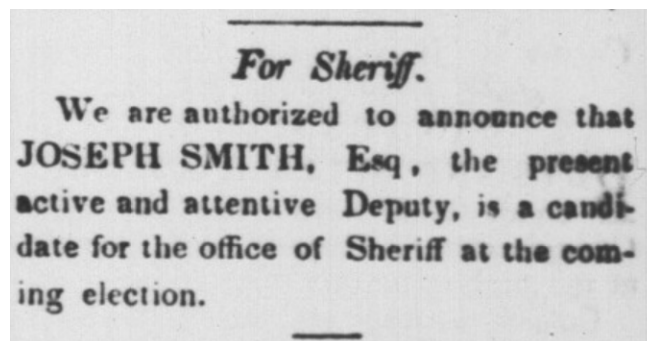 For Sheriff.
We are authorized to announce that
JOSEPH SMITH, Esq, the present
active and attentive Deputy, is a candi-
date for the office of Sheriff at the com-
ing election.